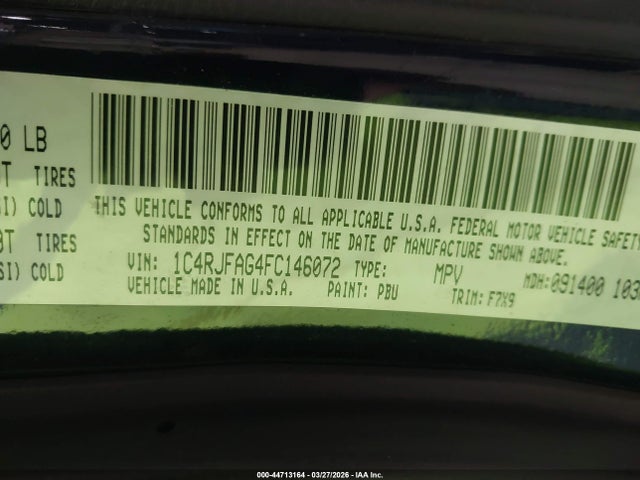 0 LB
T TIRES
SI) COLD
T TIRES
SI) COLD
THIS VEHICLE CONFORMS TO ALL APPLICABLE U.S.A. FEDERAL MOTOR VEHICLE SAFETY
STANDARDS IN EFFECT ON THE DATE OF MANUFACTURE SHOWN ABOVE.
VIN: 1C4RJFAG4FC146072 TYPE: MPV MDH:091400 103
VEHICLE MADE IN U.S.A. PAINT: PBU TRIM: F7X9
000-44713164 - 03/27/2026 - IAA Inc.